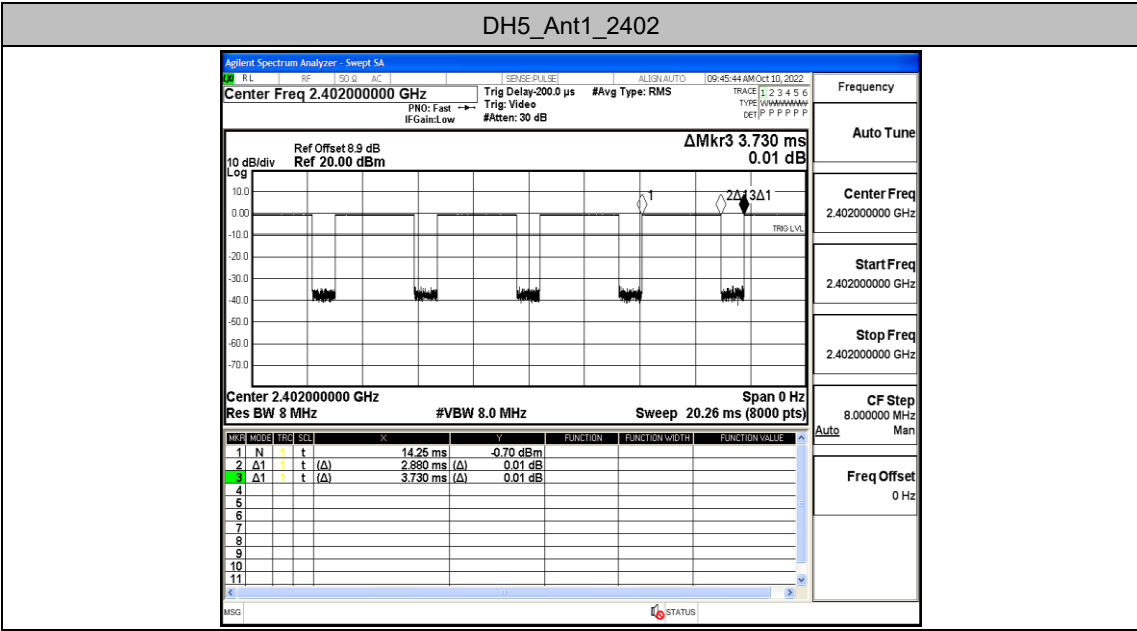 DH5_Ant1_2402
Agilent Spectrum Analyzer - Swept SA
LXI RL RF 50 Ω AC SENSE:PULSE ALIGN AUTO 09:45:44 AM Oct 10, 2022
Center Freq 2.402000000 GHz
PNO: Fast
IFGain:Low
Trig Delay-200.0 µs
Trig: Video
#Atten: 30 dB
#Avg Type: RMS
TRACE 1 2 3 4 5 6
TYPE
DET P P P P P P
Ref Offset 8.9 dB
10 dB/div Ref 20.00 dBm
Log
ΔMkr3 3.730 ms
0.01 dB
1
2Δ1
3Δ1
10.0
0.00
TRIG LVL
-10.0
-20.0
-30.0
-40.0
-50.0
-60.0
-70.0
Center 2.402000000 GHz Span 0 Hz
Res BW 8 MHz #VBW 8.0 MHz Sweep 20.26 ms (8000 pts)
MKR MODE TRC SCL X Y FUNCTION FUNCTION WIDTH FUNCTION VALUE
1 N 1 t 14.25 ms -0.70 dBm
2 Δ1 1 t (Δ) 2.880 ms (Δ) 0.01 dB
3 Δ1 1 t (Δ) 3.730 ms (Δ) 0.01 dB
4
5
6
7
8
9
10
11
MSG STATUS
Frequency
Auto Tune
Center Freq
2.402000000 GHz
Start Freq
2.402000000 GHz
Stop Freq
2.402000000 GHz
CF Step
8.000000 MHz
Auto Man
Freq Offset
0 Hz